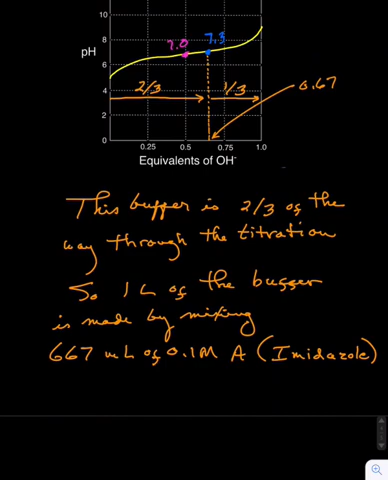 10
8
pH
6
4
2
0
7.0
7.3
2/3
1/3
0.67
0.25
0.5
0.75
1.0
Equivalents of OH-
This buffer is 2/3 of the
way through the titration
So 1 L of the bugger
is made by mixing
667 mL of 0.1M A (Imidazole)